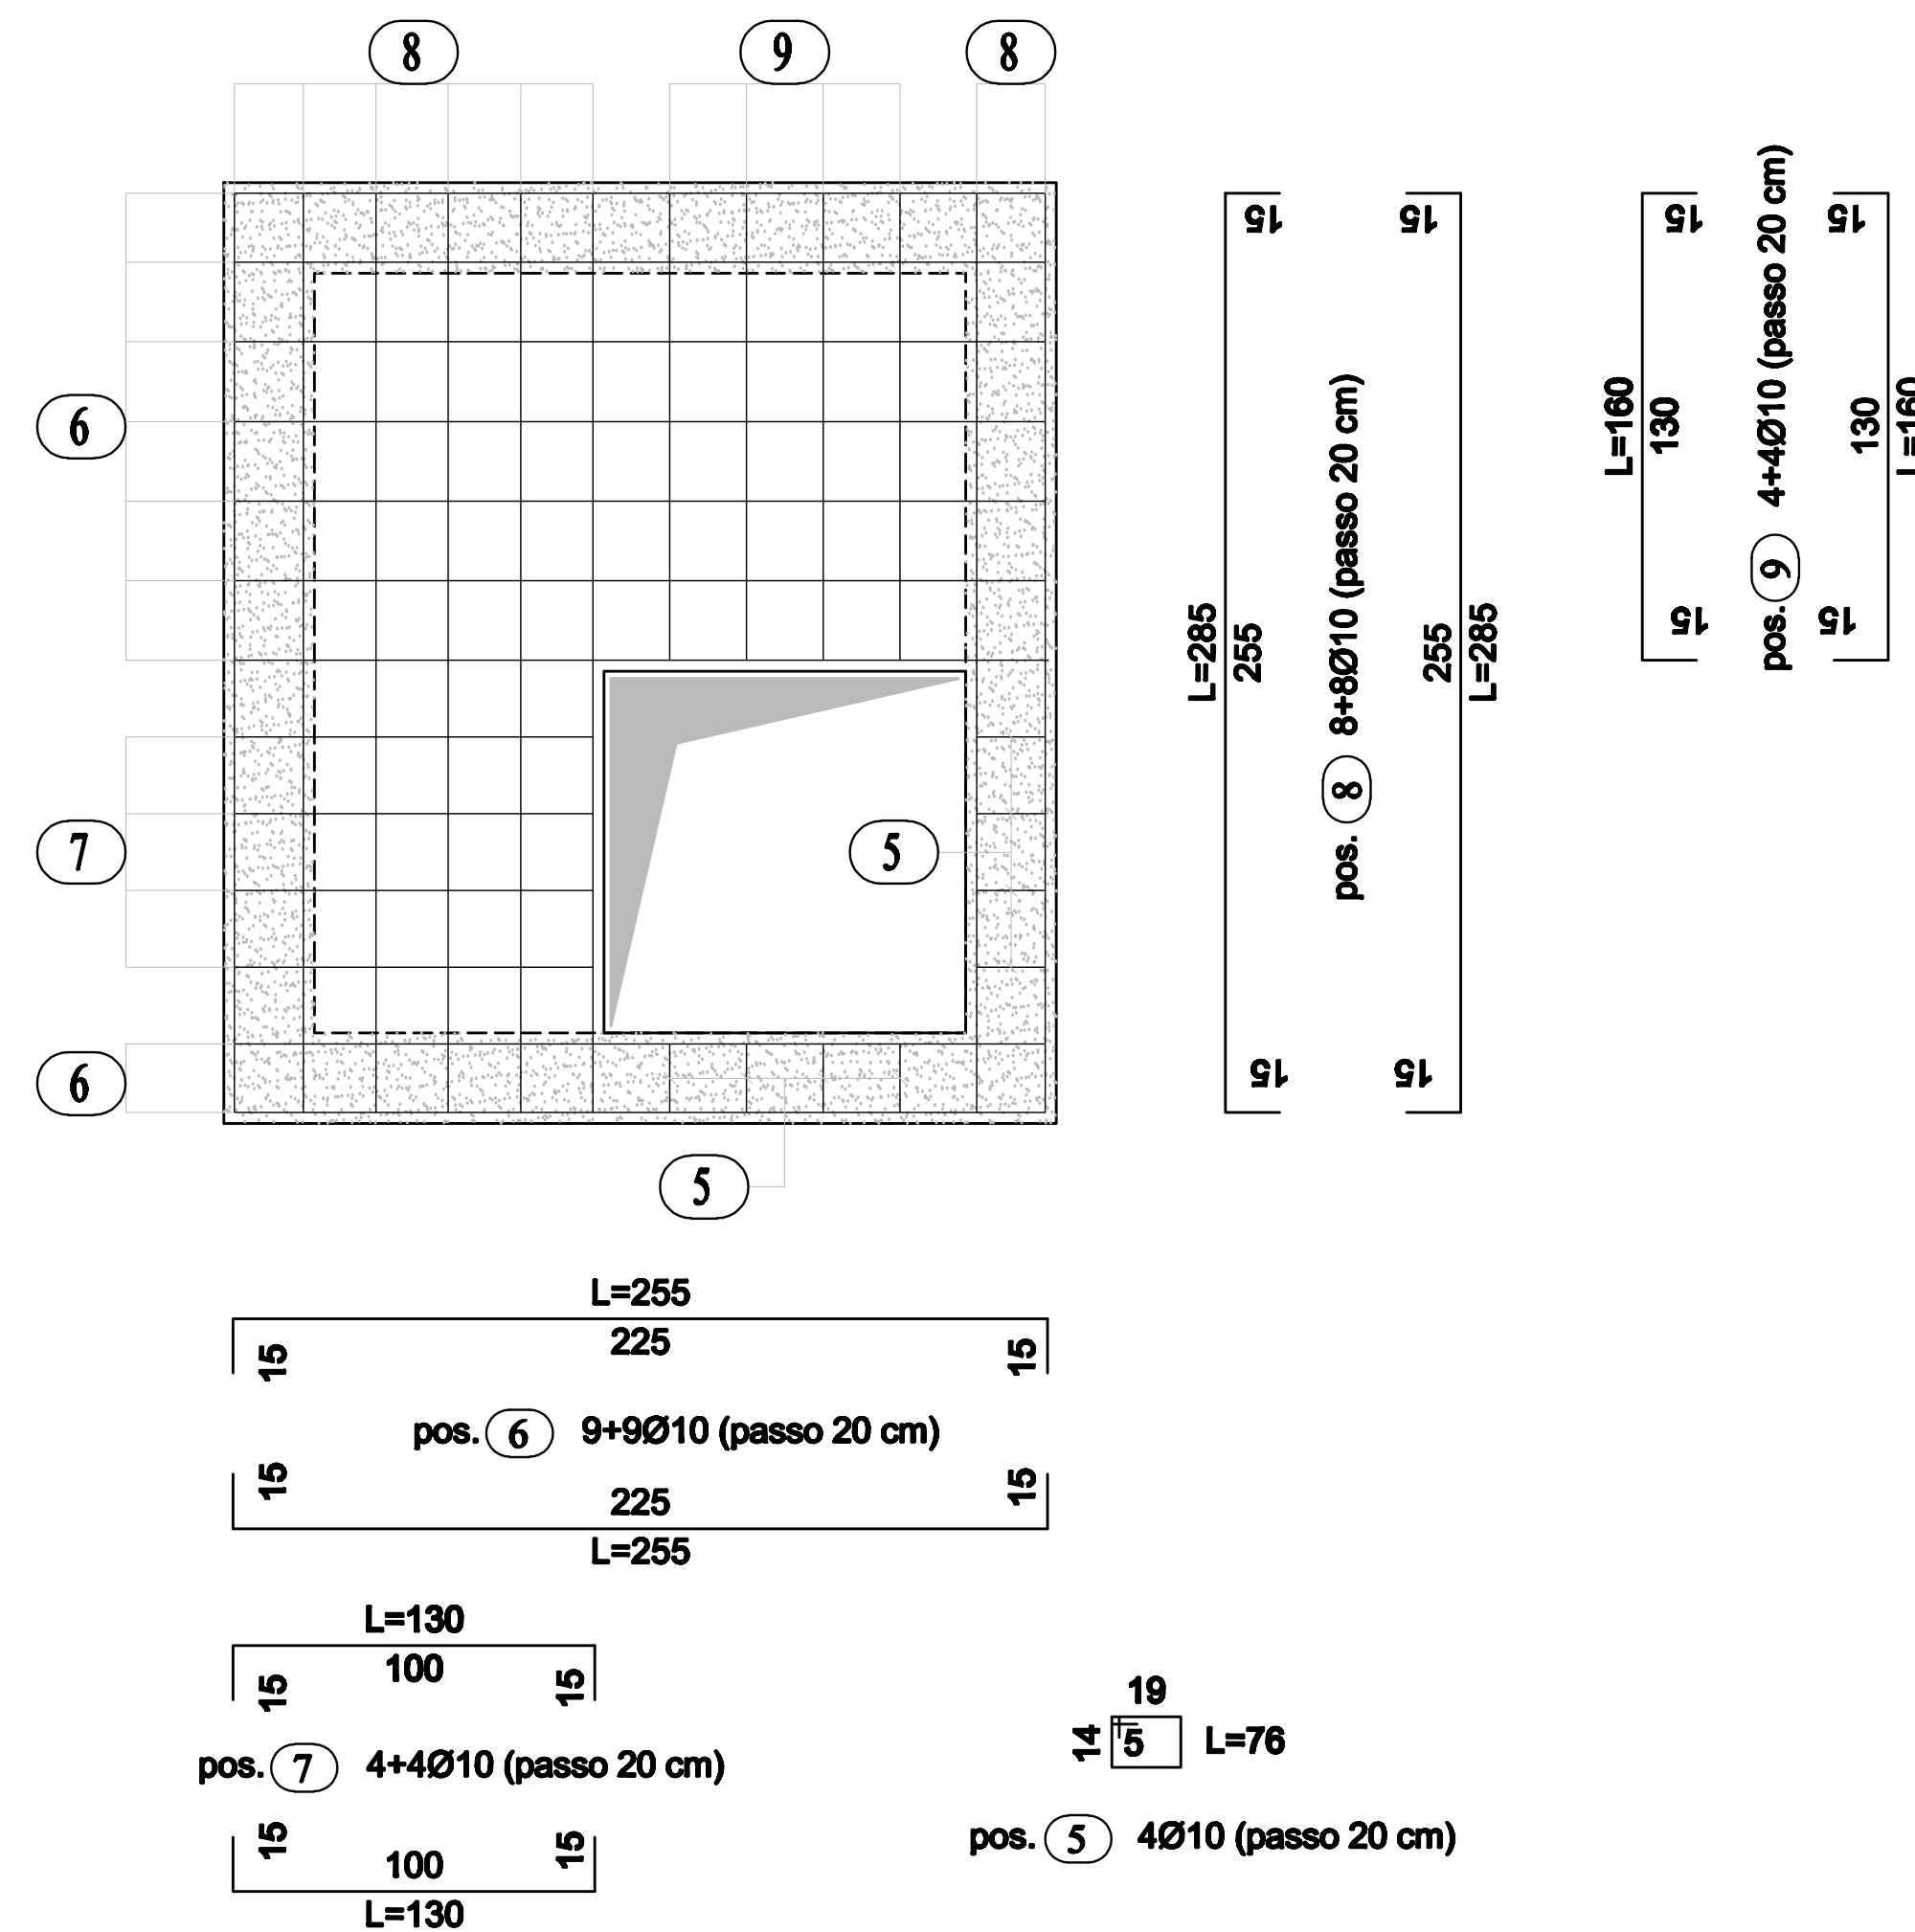 8
9
8
6
7
6
5
5
15
15
L=285
255
pos. 8 8+8Ø10 (passo 20 cm)
255
L=285
15
15
15
15
L=160
130
pos. 9 4+4Ø10 (passo 20 cm)
130
L=160
15
15
L=255
225
15
15
pos. 6 9+9Ø10 (passo 20 cm)
15
15
225
L=255
L=130
100
15
15
pos. 7 4+4Ø10 (passo 20 cm)
15
15
100
L=130
19
14
5
L=76
pos. 5 4Ø10 (passo 20 cm)